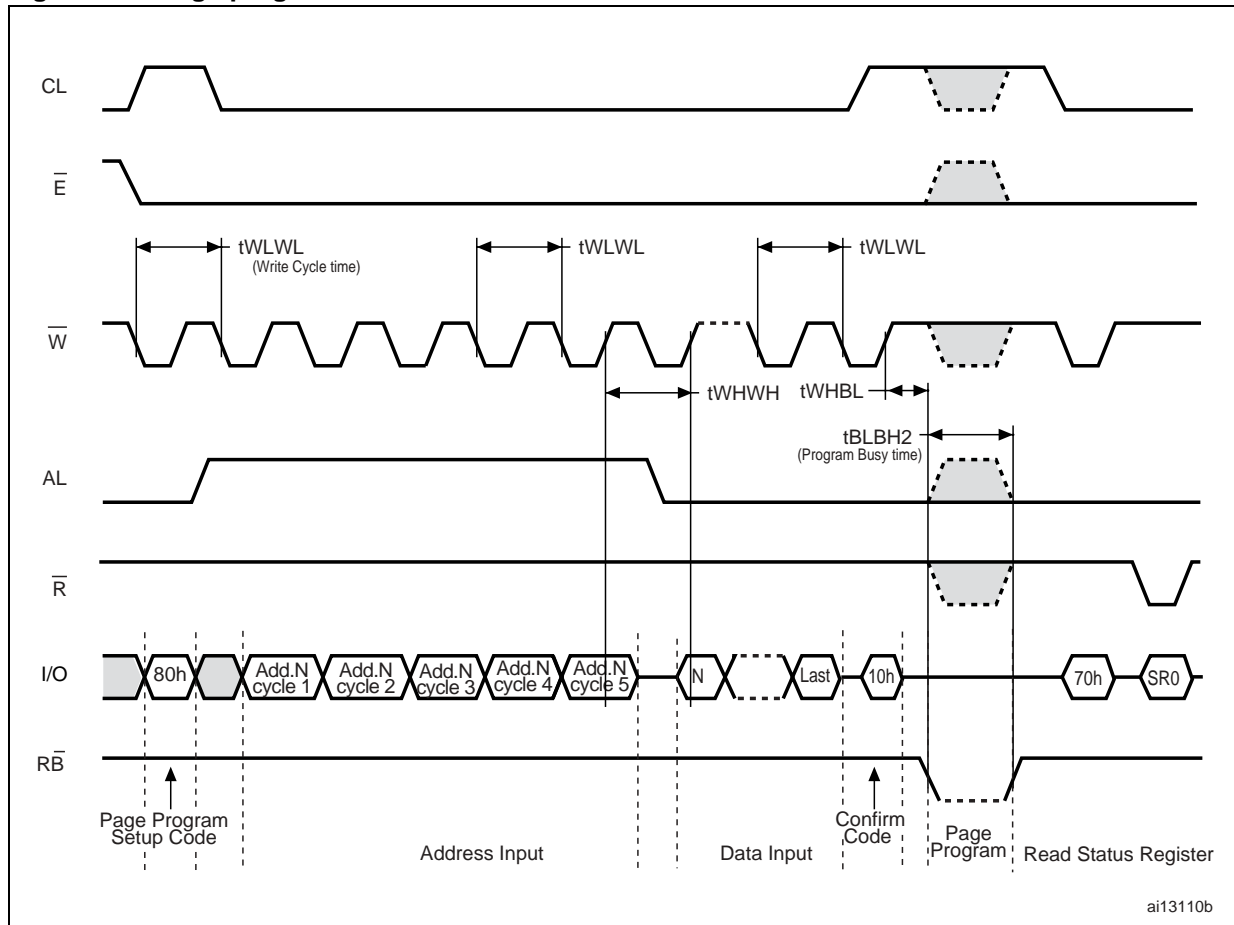 CL
E
tWLWL
(Write Cycle time)
tWLWL
tWLWL
W
tWHWH
tWHBL
tBLBH2
(Program Busy time)
AL
R
I/O
80h
Add.N
cycle 1
Add.N
cycle 2
Add.N
cycle 3
Add.N
cycle 4
Add.N
cycle 5
N
Last
10h
70h
SR0
RB
Page Program
Setup Code
Address Input
Data Input
Confirm
Code
Page
Program
Read Status Register
ai13110b